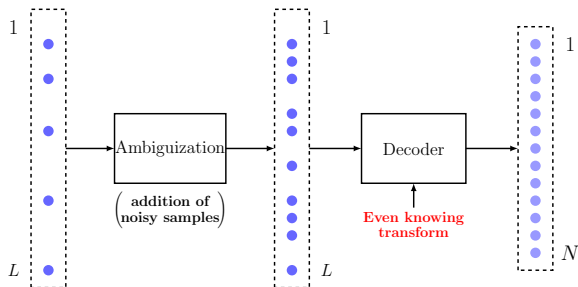 1
L
Ambiguization
( addition of
noisy samples )
1
L
Decoder
Even knowing
transform
1
N